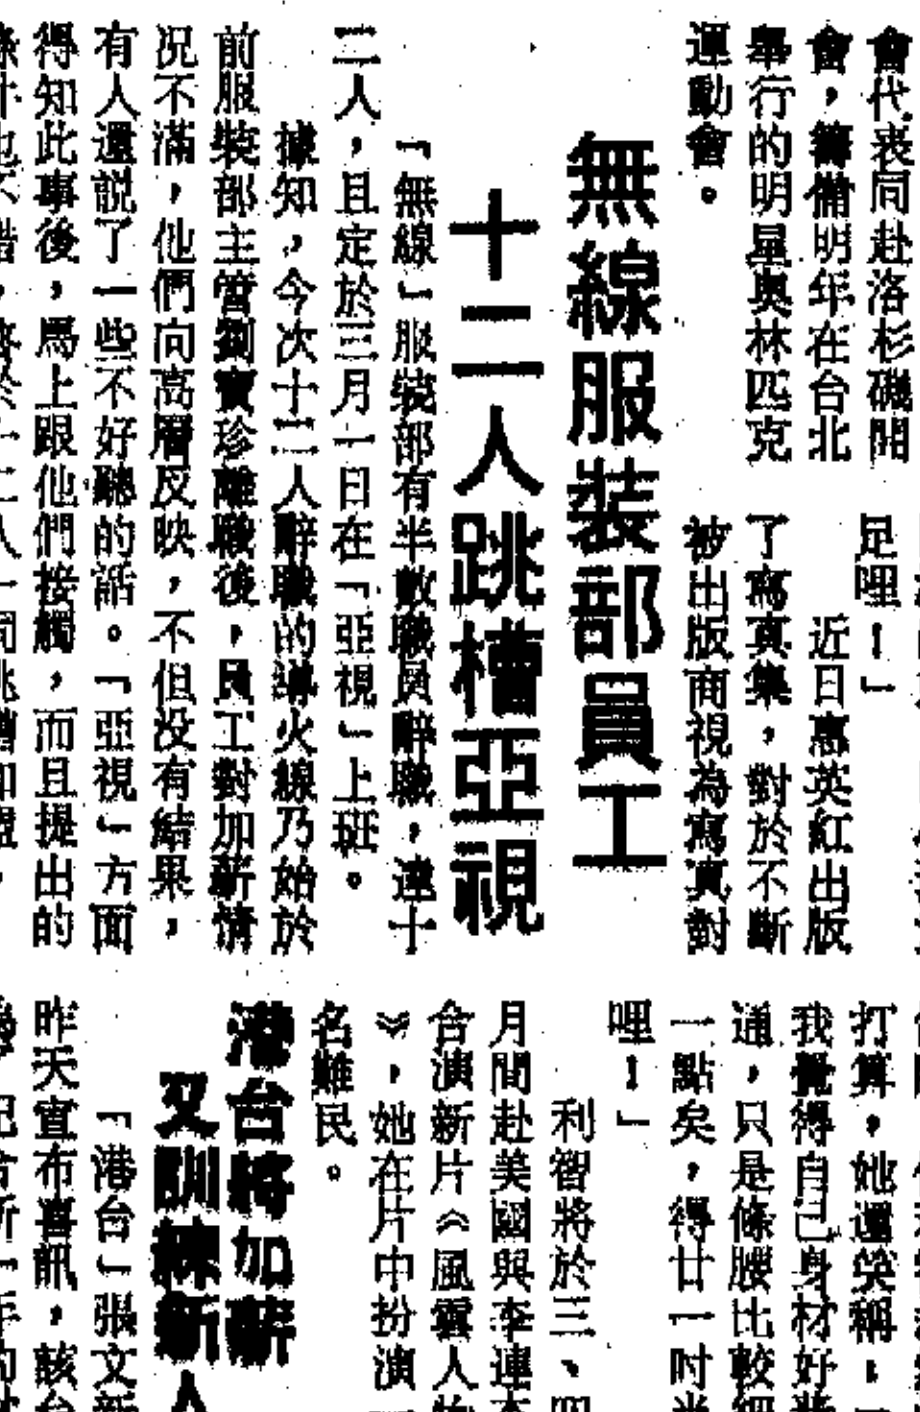 會代表同赴洛杉磯開
會，籌備明年在台北
舉行的明星奧林匹克
運動會。
足哩！」
近日惠英紅出版
了寫真集，對於不斷
被出版商視為寫真對
無線服裝部員工
十二人跳槽亞視
「無線」服裝部有半數職員辭職，達十
二人，且定於三月一日在「亞視」上班。
據知，今次十二人辭職的導火線乃始於
前服裝部主管劉寶珍離職後，員工對加薪情
況不滿，他們向高層反映，不但没有結果，
有人還説了一些不好聽的話。「亞視」方面
得知此事後，馬上跟他們接觸，而且提出的
打算，她還笑稱：
我覺得自己身材好
通，只是條腰比較
一點矣，得廿一吋
哩！」
利智將於三、四
月間赴美國與李連
合演新片《風雲人物
》，她在片中扮演
名難民。
港台將加薪
又訓練新人
「港台」張文新
昨天宣布喜訊，該台